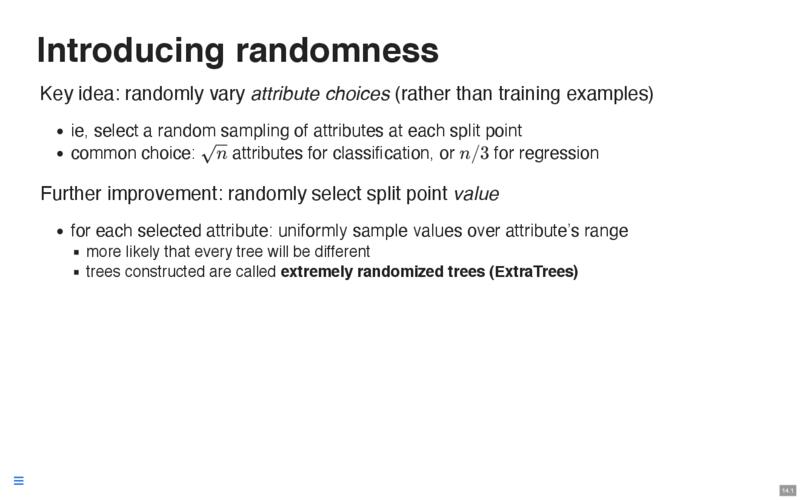 Introducing randomness
Key idea: randomly vary attribute choices (rather than training examples)
• ie, select a random sampling of attributes at each split point
• common choice: √n attributes for classification, or n/3 for regression
Further improvement: randomly select split point value
• for each selected attribute: uniformly sample values over attribute's range
▪ more likely that every tree will be different
▪ trees constructed are called extremely randomized trees (ExtraTrees)
14.1